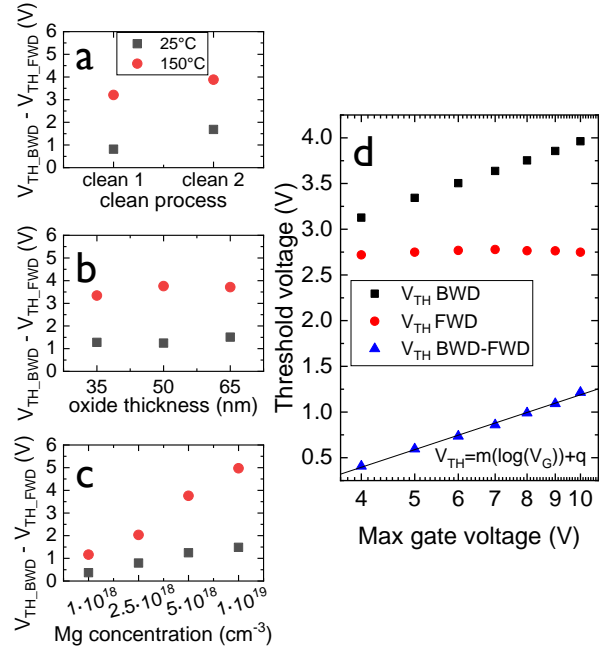 a
25°C
150°C
V_TH_BWD - V_TH_FWD (V)
6
5
4
3
2
1
0
clean 1 clean 2
clean process
b
V_TH_BWD - V_TH_FWD (V)
6
5
4
3
2
1
0
35 50 65
oxide thickness (nm)
c
V_TH_BWD - V_TH_FWD (V)
6
5
4
3
2
1
0
1·10^18 2.5·10^18 5·10^18 1·10^19
Mg concentration (cm^-3)
d
Threshold voltage (V)
4.0
3.5
3.0
2.5
2.0
1.5
1.0
0.5
V_TH BWD
V_TH FWD
V_TH BWD-FWD
V_TH=m(log(V_G))+q
4 5 6 7 8 9 10
Max gate voltage (V)